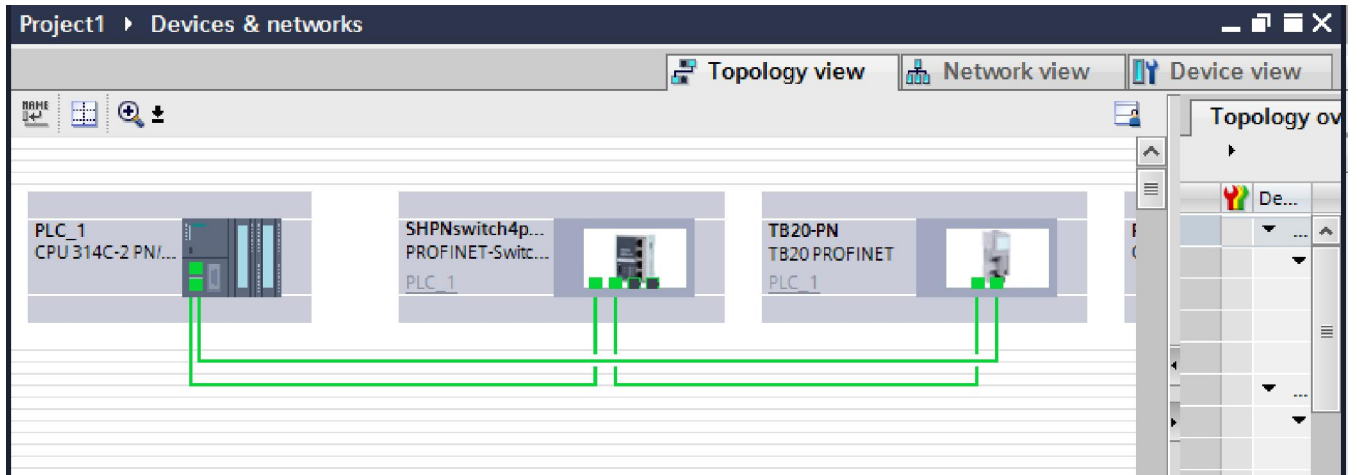 Project1 ▸ Devices & networks
Topology view
Network view
Device view
NAME
Topology ov
De...
...
PLC_1
CPU 314C-2 PN/...
SHPNswitch4p...
PROFINET-Switc...
PLC_1
TB20-PN
TB20 PROFINET
PLC_1
...